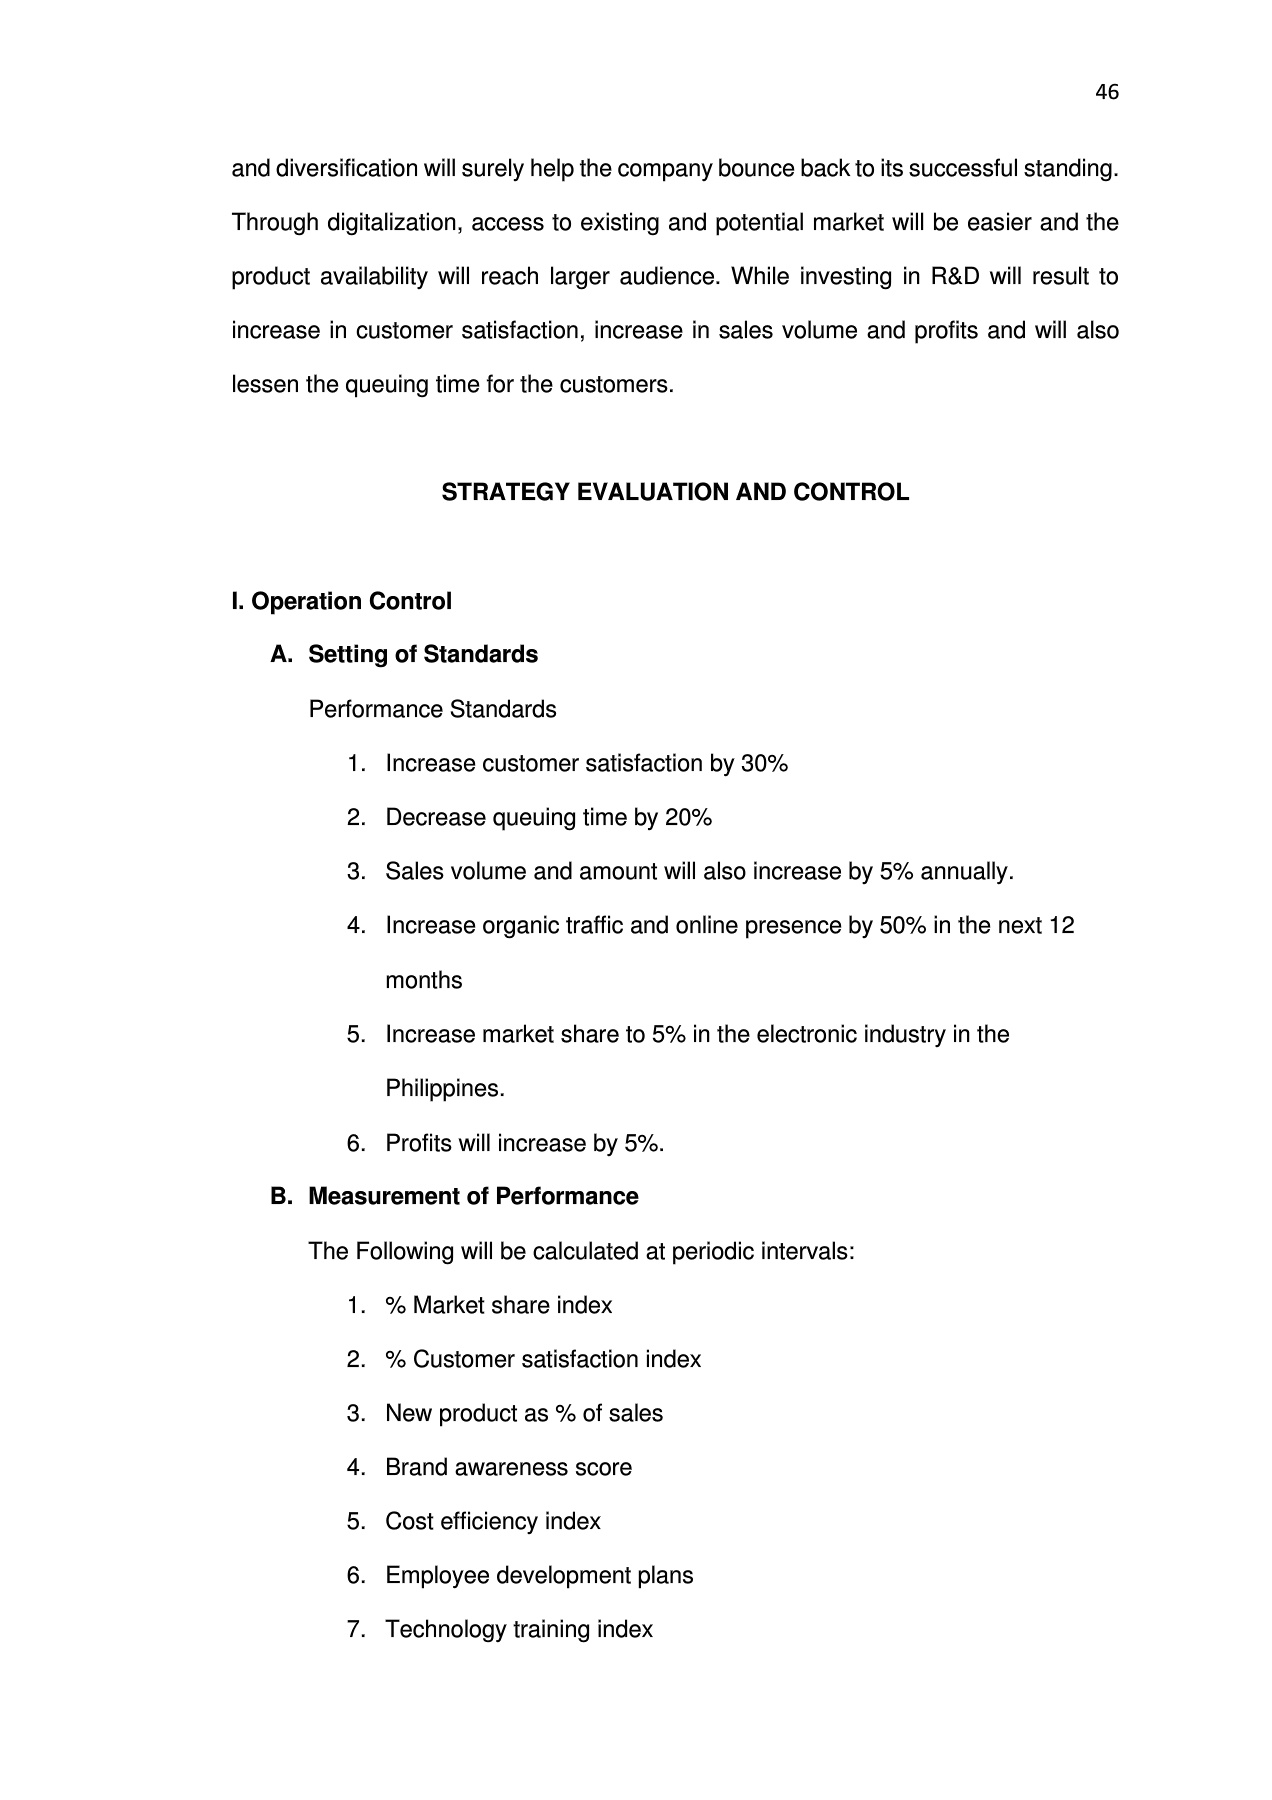 46
and diversification will surely help the company bounce back to its successful standing.
Through digitalization, access to existing and potential market will be easier and the
product availability will reach larger audience. While investing in R&D will result to
increase in customer satisfaction, increase in sales volume and profits and will also
lessen the queuing time for the customers.
STRATEGY EVALUATION AND CONTROL
I. Operation Control
A. Setting of Standards
Performance Standards
1. Increase customer satisfaction by 30%
2. Decrease queuing time by 20%
3. Sales volume and amount will also increase by 5% annually.
4. Increase organic traffic and online presence by 50% in the next 12
months
5. Increase market share to 5% in the electronic industry in the
Philippines.
6. Profits will increase by 5%.
B. Measurement of Performance
The Following will be calculated at periodic intervals:
1. % Market share index
2. % Customer satisfaction index
3. New product as % of sales
4. Brand awareness score
5. Cost efficiency index
6. Employee development plans
7. Technology training index